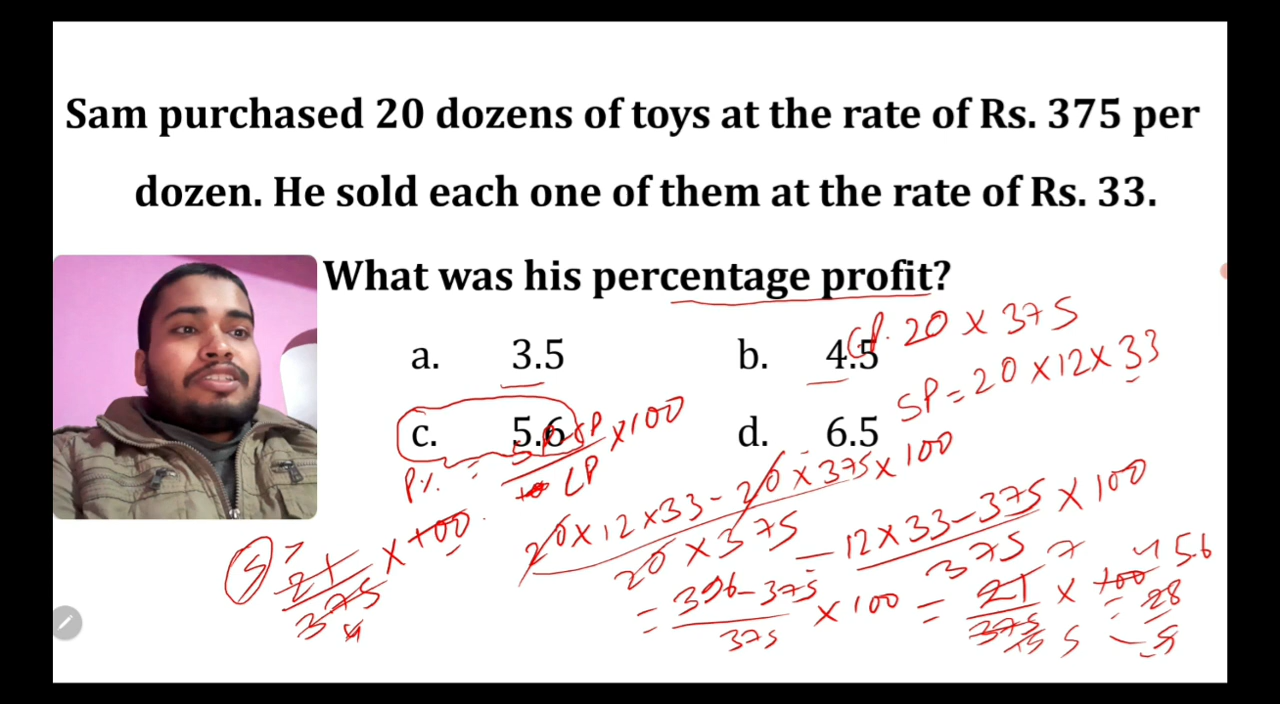 Sam purchased 20 dozens of toys at the rate of Rs. 375 per
dozen. He sold each one of them at the rate of Rs. 33.
What was his percentage profit?
a. 3.5
b. 4.5
c. 5.6
d. 6.5
CP. 20 × 375
SP = 20 × 12 × 33
P% = SP - CP / CP × 100
20 × 12 × 33 - 20 × 375 × 100 / 20 × 375
= 12 × 33 - 375 / 375 × 100
= 396 - 375 / 375 × 100
= 21 / 375 × 100
= 28 / 5
5.6
21 / 375 × 100